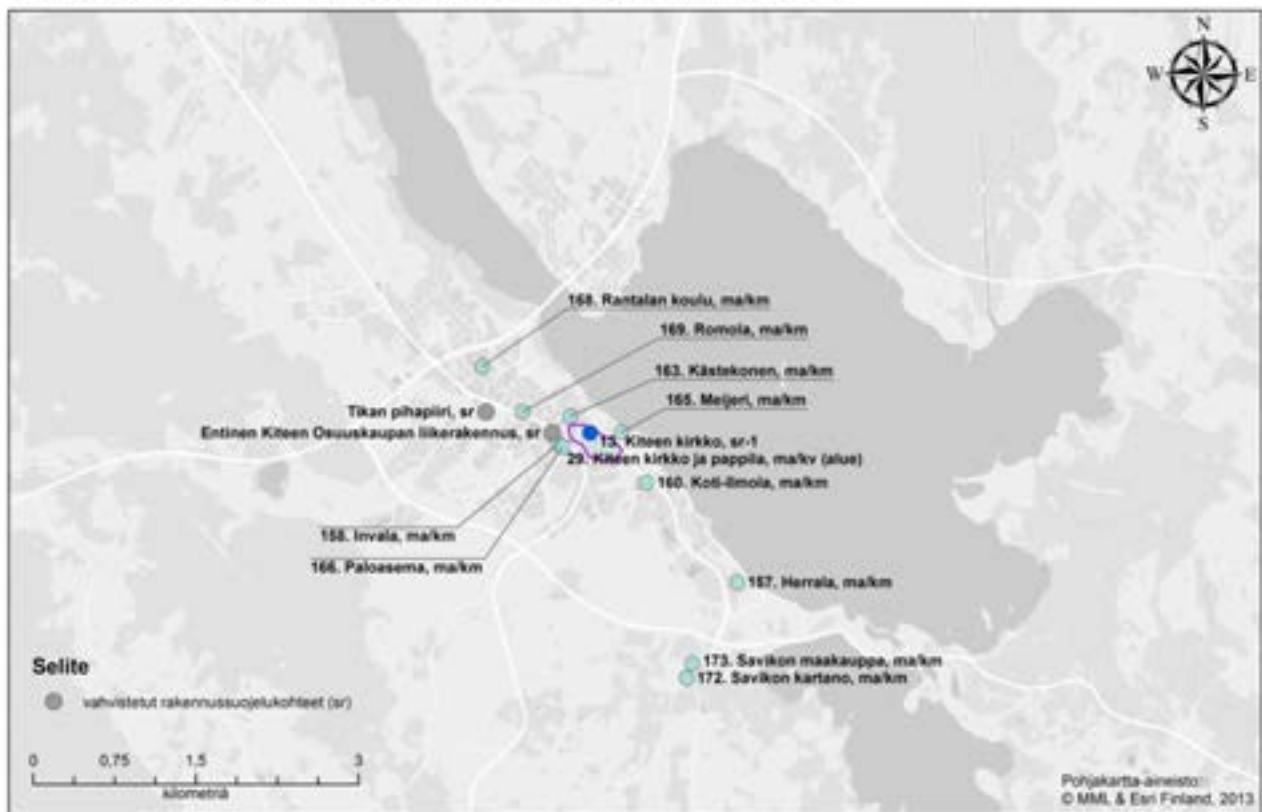 N
W E
S
168. Rantalan koulu, ma/km
169. Romola, ma/km
163. Kästekonen, ma/km
165. Meijeri, ma/km
Tikan pihapiiri, sr
Entinen Kiteen Osuuskaupan liikerakennus, sr
13. Kiteen kirkko, sr-1
29. Kiteen kirkko ja pappila, ma/kv (alue)
160. Koti-Ilmola, ma/km
158. Invala, ma/km
166. Paloasema, ma/km
157. Herrala, ma/km
173. Savikon maakauppa, ma/km
172. Savikon kartano, ma/km
Selite
vahvistetut rakennussuojelukohteet (sr)
0 0,75 1,5 3
kilometriä
Pohjakartta-aineisto:
© MML & Esri Finland, 2013